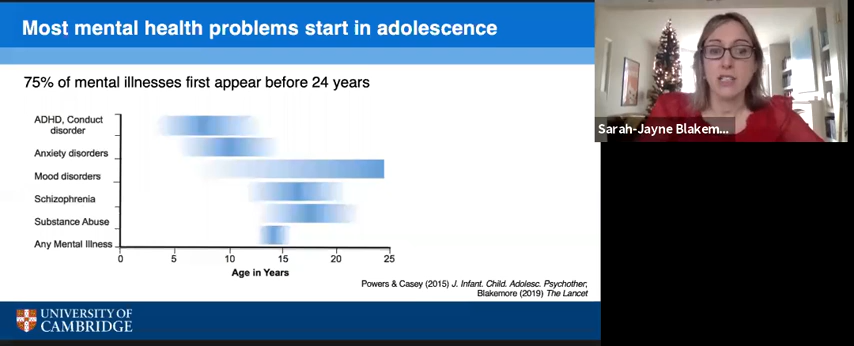 Most mental health problems start in adolescence
75% of mental illnesses first appear before 24 years
ADHD, Conduct
disorder
Anxiety disorders
Mood disorders
Schizophrenia
Substance Abuse
Any Mental Illness
0 5 10 15 20 25
Age in Years
Powers & Casey (2015) J. Infant. Child. Adolesc. Psychother,
Blakemore (2019) The Lancet
UNIVERSITY OF
CAMBRIDGE
Sarah-Jayne Blakem...